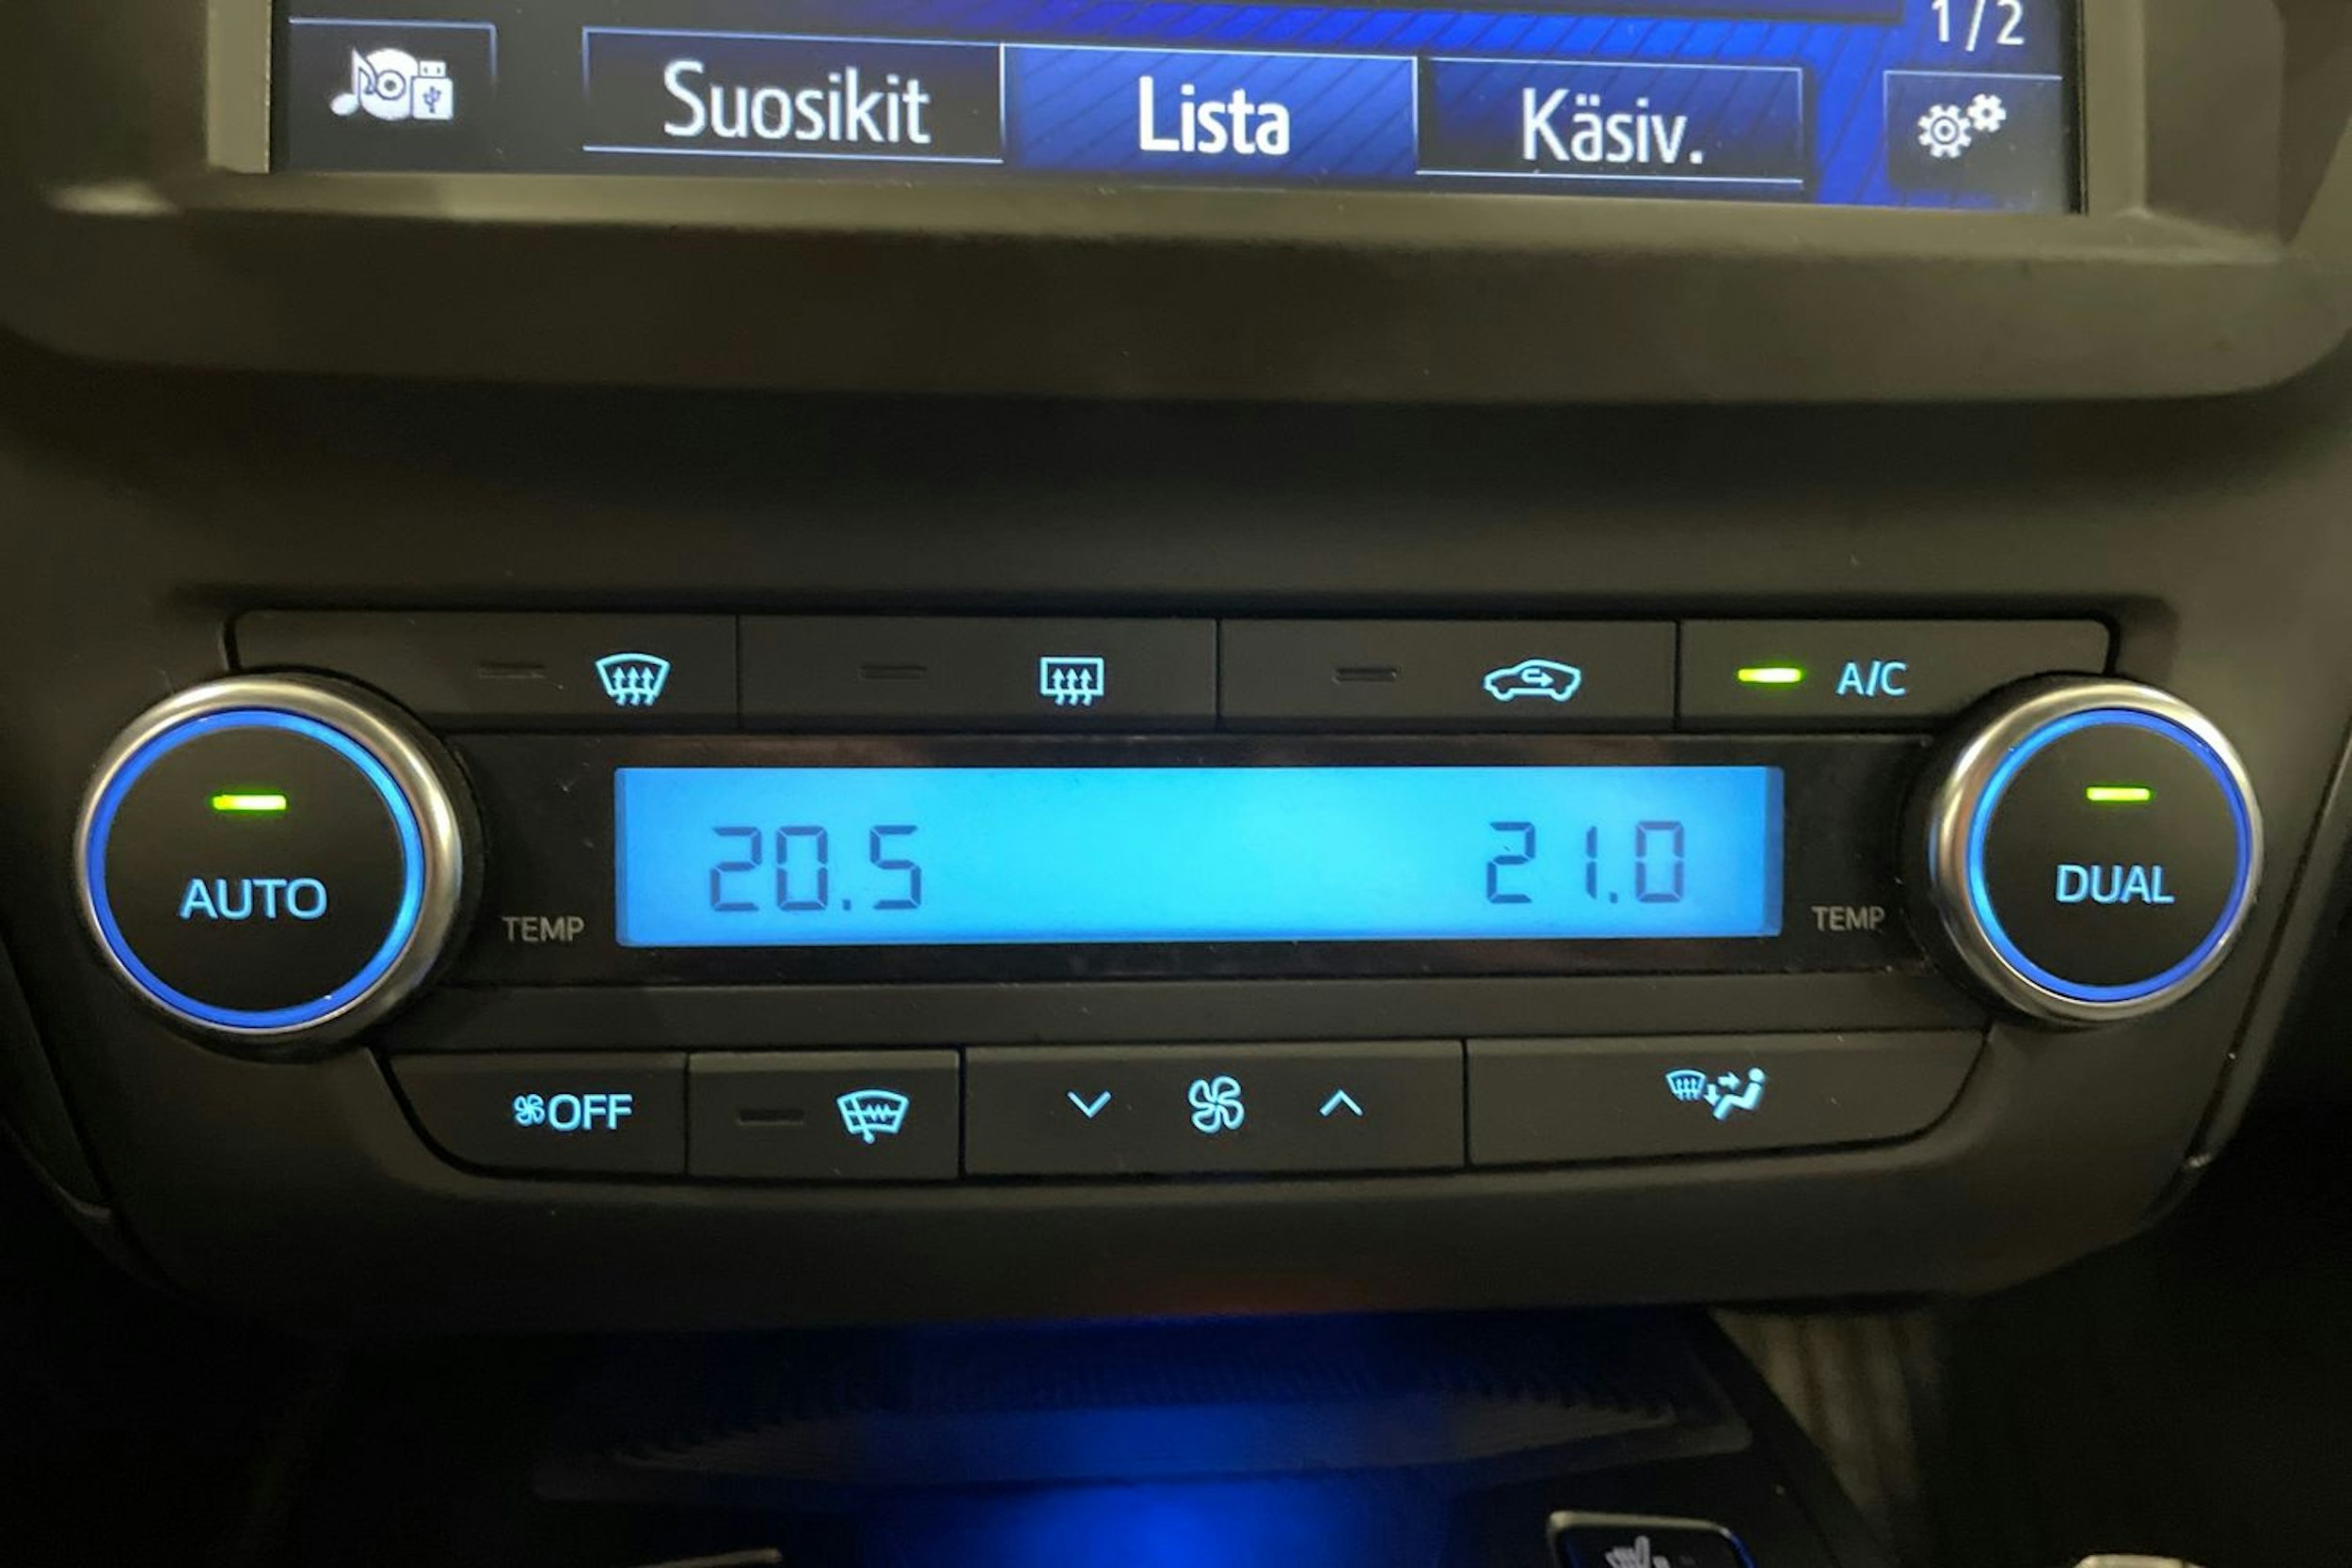 1/2
Suosikit Lista Käsiv.
A/C
AUTO
20.5 21.0
DUAL
TEMP TEMP
OFF